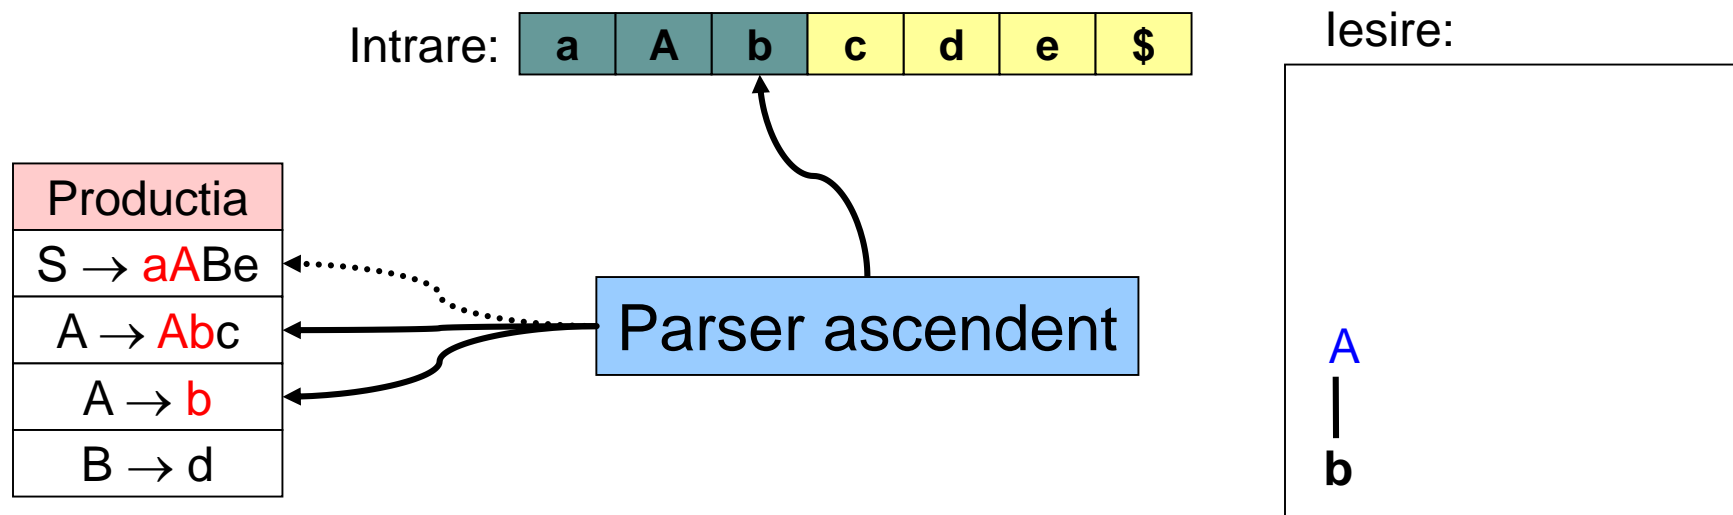 Intrare: a A b c d e $
Iesire:
Productia
S → aABe
A → Abc
A → b
B → d
Parser ascendent
A
b